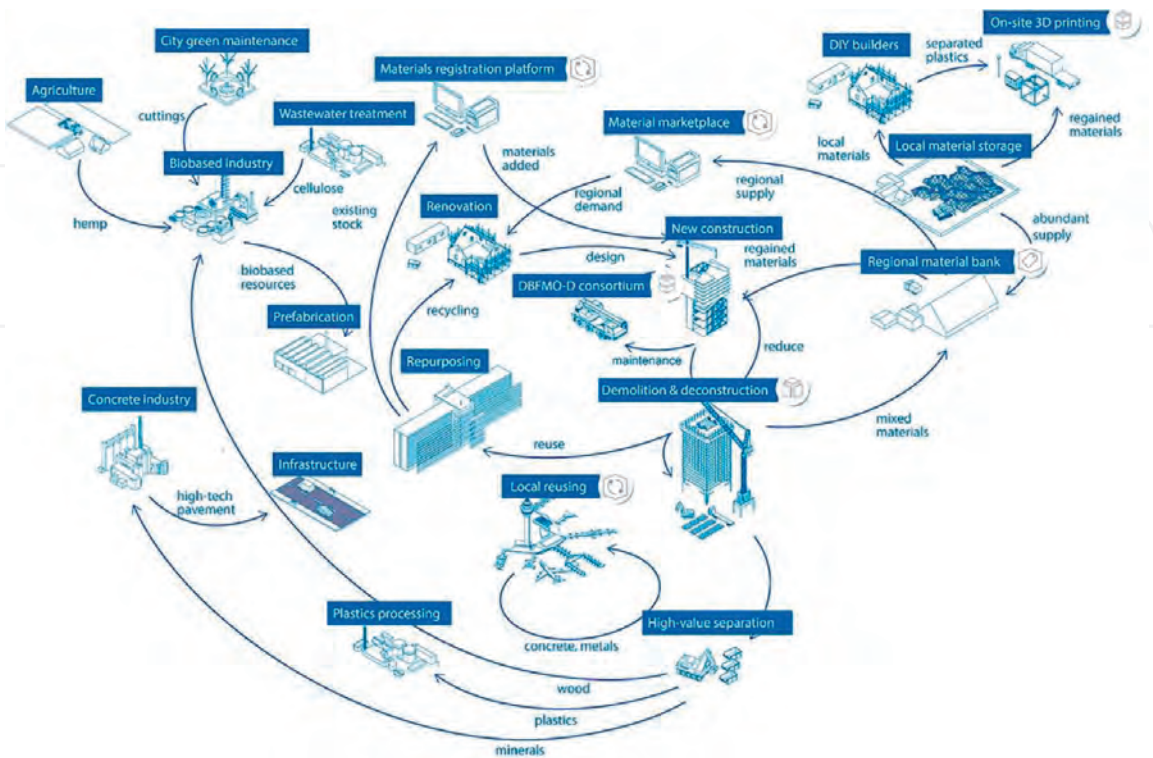 City green maintenance
On-site 3D printing
DIY builders
separated
plastics
Materials registration platform
Agriculture
cuttings
Wastewater treatment
Material marketplace
regained
materials
local
materials
Local material storage
Biobased industry
materials
added
cellulose
regional
supply
regional
demand
hemp
existing
stock
Renovation
New construction
abundant
supply
design
regained
materials
Regional material bank
biobased
resources
DBFMO-D consortium
recycling
Prefabrication
reduce
maintenance
Repurposing
Demolition & deconstruction
Concrete industry
mixed
materials
reuse
Infrastructure
Local reusing
high-tech
pavement
Plastics processing
High-value separation
concrete, metals
wood
plastics
minerals